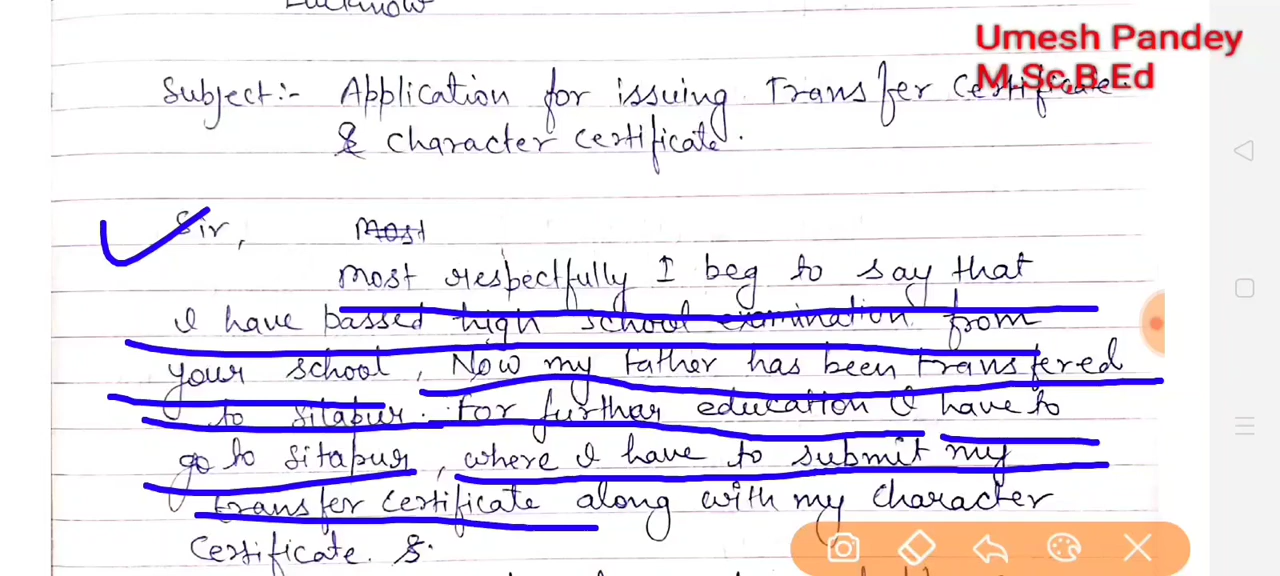 Lucknow
Umesh Pandey
M.Sc.B.Ed
Subject:- Application for issuing Transfer Certificate.
& character certificate.
Sir, Most
most respectfully I beg to say that
I have passed high school examination from
your school, Now my father has been transfered
to sitapur. For further education I have to
go to sitapur, where I have to submit my
transfer certificate along with my character
Certificate. S.